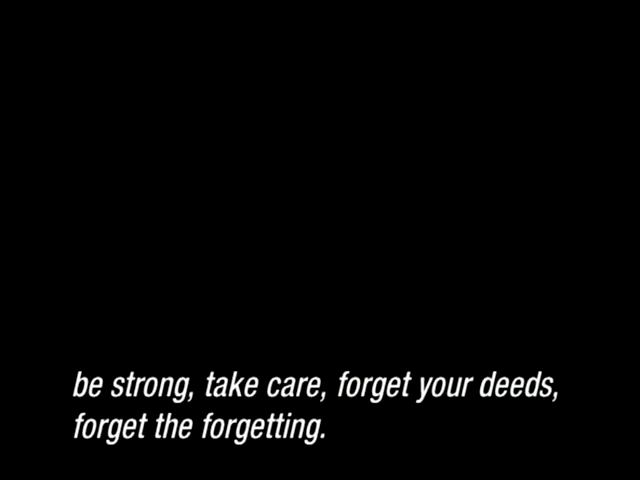 be strong, take care, forget your deeds,
forget the forgetting.